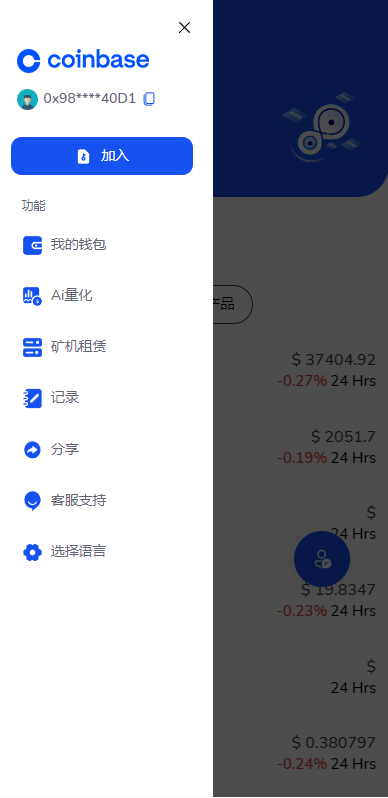 coinbase
0x98****40D1
加入
功能
我的钱包
Ai量化
矿机租赁
记录
分享
客服支持
选择语言
产品
$ 37404.92
-0.27% 24 Hrs
$ 2051.7
-0.19% 24 Hrs
$
24 Hrs
$ 19.8347
-0.23% 24 Hrs
$
24 Hrs
$ 0.380797
-0.24% 24 Hrs